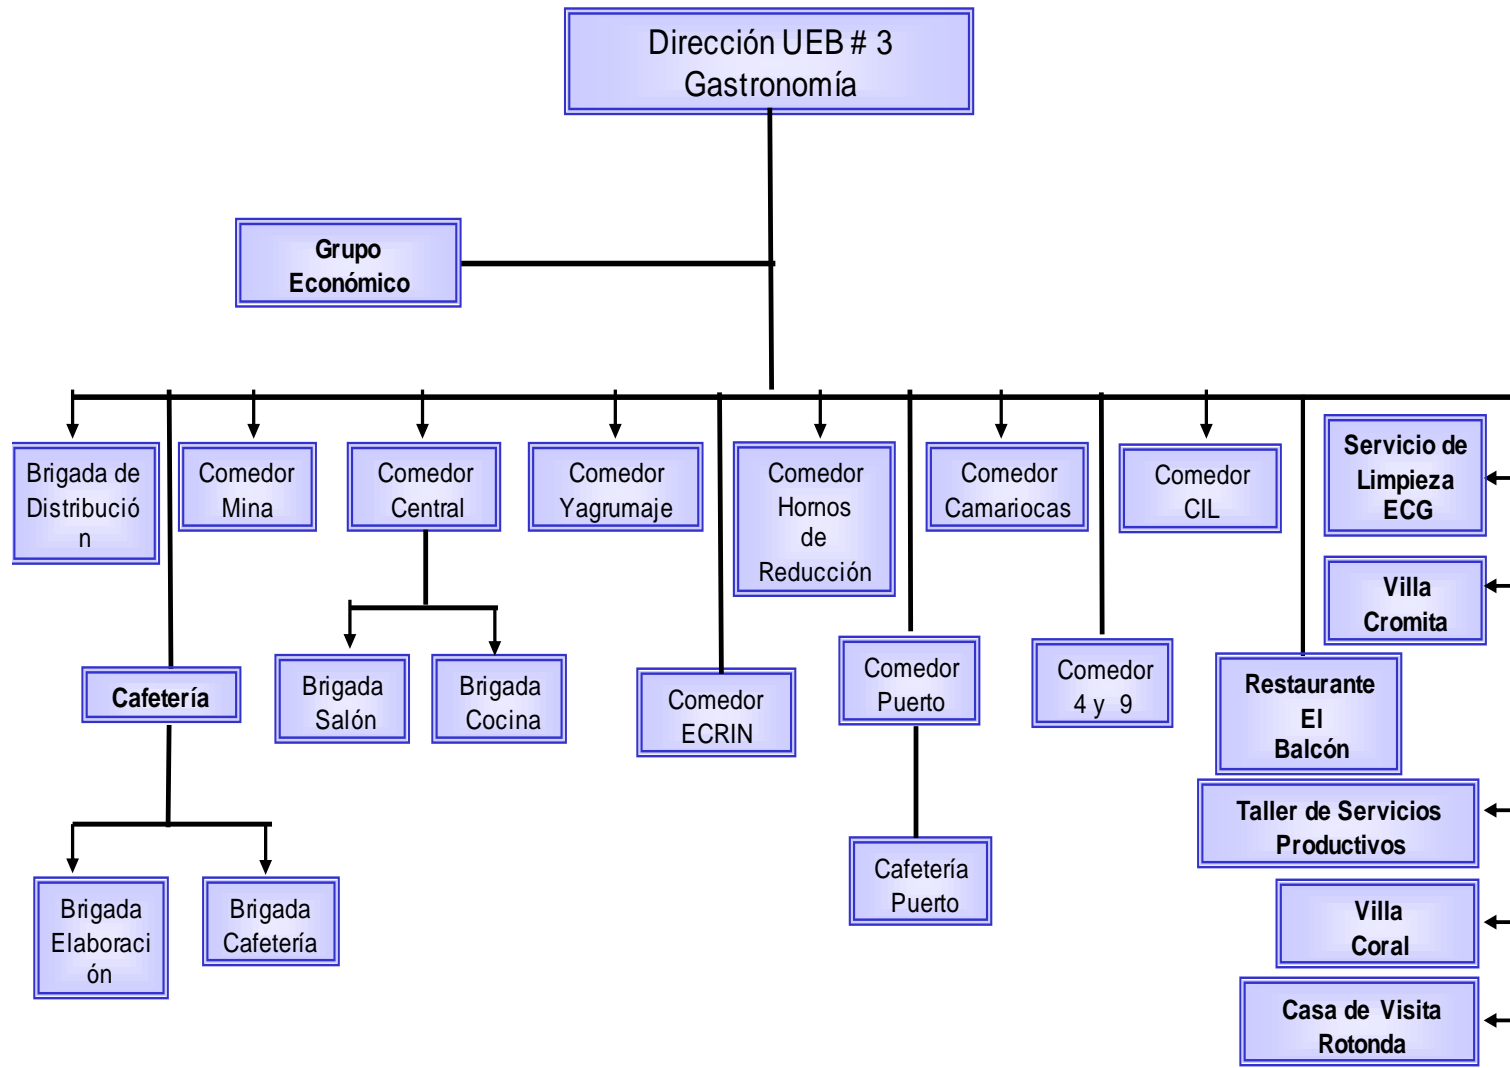 Dirección UEB # 3
Gastronomía
Grupo
Económico
Brigada de
Distribució
n
Comedor
Mina
Comedor
Central
Comedor
Yagrumaje
Comedor
Hornos
de
Reducción
Comedor
Camariocas
Comedor
CIL
Servicio de
Limpieza
ECG
Villa
Cromita
Cafetería
Brigada
Salón
Brigada
Cocina
Comedor
ECRIN
Comedor
Puerto
Comedor
4 y 9
Restaurante
El
Balcón
Taller de Servicios
Productivos
Brigada
Elaboraci
ón
Brigada
Cafetería
Cafetería
Puerto
Villa
Coral
Casa de Visita
Rotonda